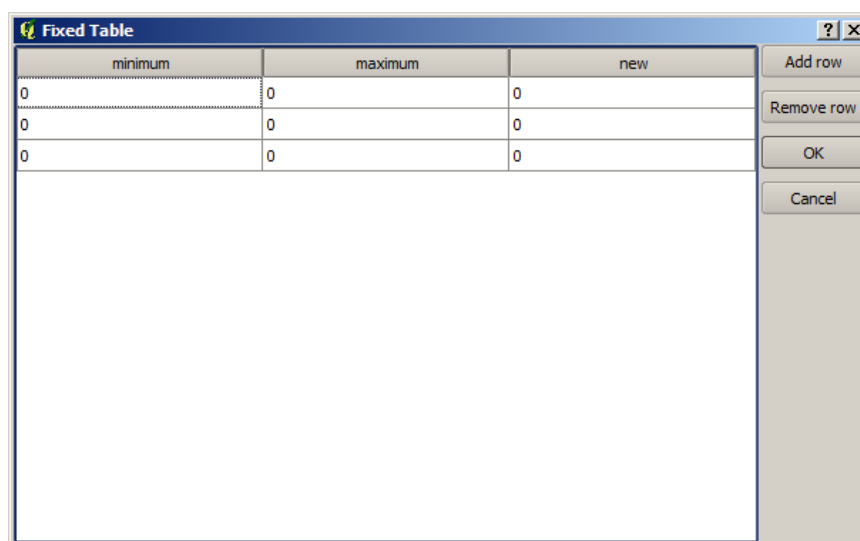 Fixed Table
minimum maximum new
0 0 0
0 0 0
0 0 0
Add row
Remove row
OK
Cancel